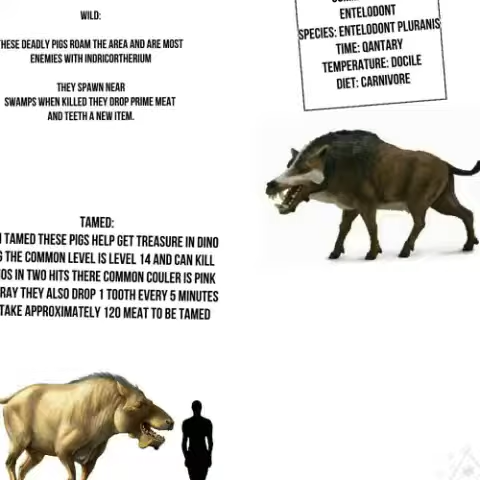 WILD:
THESE DEADLY PIGS ROAM THE AREA AND ARE MOST
ENEMIES WITH INDRICORTHERIUM
THEY SPAWN NEAR
SWAMPS WHEN KILLED THEY DROP PRIME MEAT
AND TEETH A NEW ITEM.
ENTELODONT
SPECIES: ENTELODONT PLURANIS
TIME: QANTARY
TEMPERATURE: DOCILE
DIET: CARNIVORE
TAMED:
TAMED THESE PIGS HELP GET TREASURE IN DINO
THE COMMON LEVEL IS LEVEL 14 AND CAN KILL
IN TWO HITS THERE COMMON COULER IS PINK
THEY ALSO DROP 1 TOOTH EVERY 5 MINUTES
TAKE APPROXIMATELY 120 MEAT TO BE TAMED